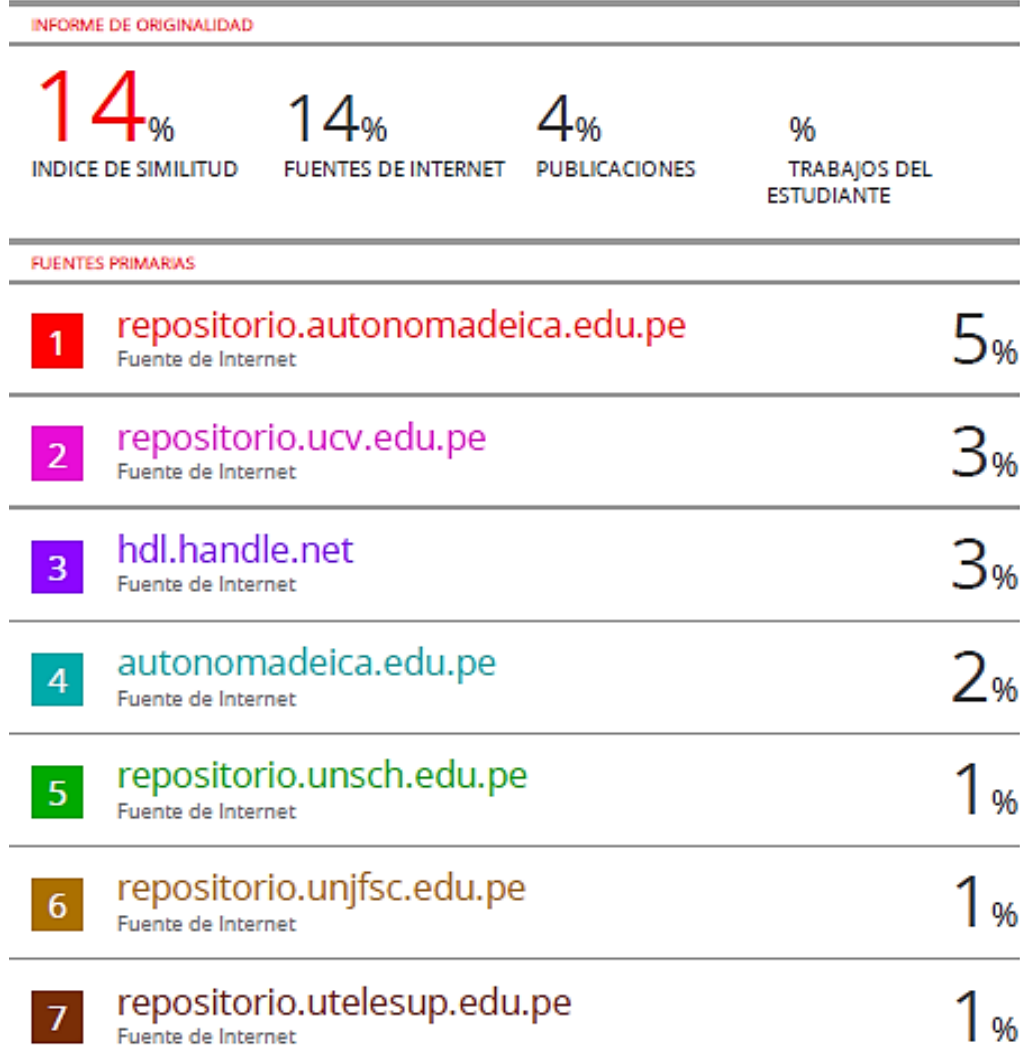 INFORME DE ORIGINALIDAD
14% 14% 4% %
INDICE DE SIMILITUD FUENTES DE INTERNET PUBLICACIONES TRABAJOS DEL
ESTUDIANTE
FUENTES PRIMARIAS
1 repositorio.autonomadeica.edu.pe 5%
Fuente de Internet
2 repositorio.ucv.edu.pe 3%
Fuente de Internet
3 hdl.handle.net 3%
Fuente de Internet
4 autonomadeica.edu.pe 2%
Fuente de Internet
5 repositorio.unsch.edu.pe 1%
Fuente de Internet
6 repositorio.unjfsc.edu.pe 1%
Fuente de Internet
7 repositorio.utelesup.edu.pe 1%
Fuente de Internet